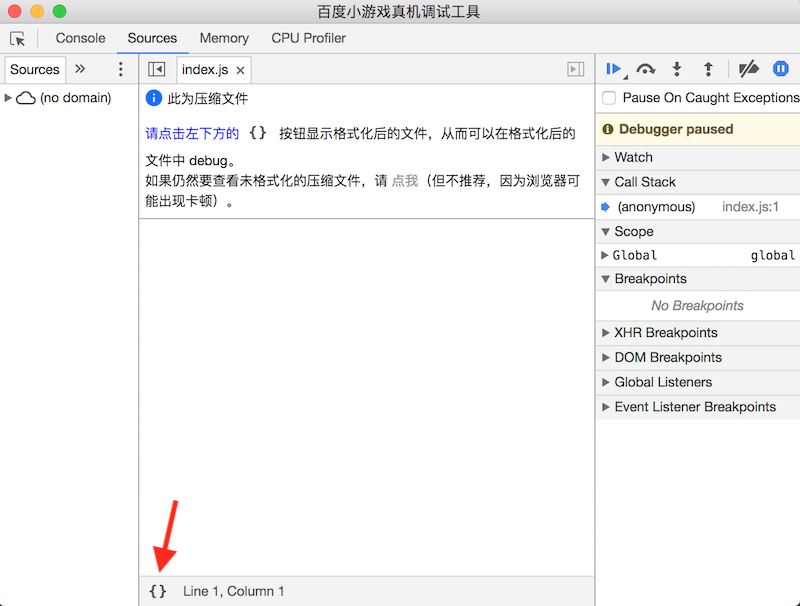 百度小游戏真机调试工具
Console Sources Memory CPU Profiler
Sources
(no domain)
index.js
此为压缩文件
请点击左下方的 {} 按钮显示格式化后的文件，从而可以在格式化后的
文件中 debug。
如果仍然要查看未格式化的压缩文件，请 点我（但不推荐，因为浏览器可
能出现卡顿）。
{} Line 1, Column 1
Pause On Caught Exceptions
Debugger paused
Watch
Call Stack
(anonymous) index.js:1
Scope
Global global
Breakpoints
No Breakpoints
XHR Breakpoints
DOM Breakpoints
Global Listeners
Event Listener Breakpoints